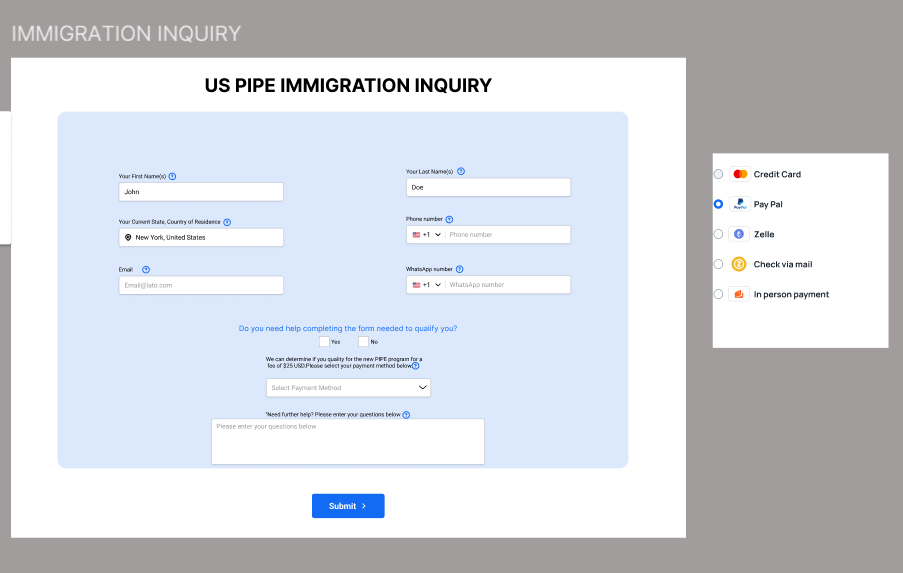 IMMIGRATION INQUIRY
US PIPE IMMIGRATION INQUIRY
Your First Name(s) ?
John
Your Last Name(s) ?
Doe
Your Current State, Country of Residence ?
New York, United States
Phone number ?
+1 Phone number
Email ?
Email@lato.com
WhatsApp number ?
+1 WhatsApp number
Do you need help completing the form needed to qualify you?
Yes No
We can determine if you quality for the new PIPE program for a
fee of $25 USD.Please select your payment method below ?
Select Payment Method
*Need further help? Please enter your questions below ?
Please enter your questions below
Submit >
Credit Card
PayPal
Pay Pal
Zelle
Check via mail
In person payment